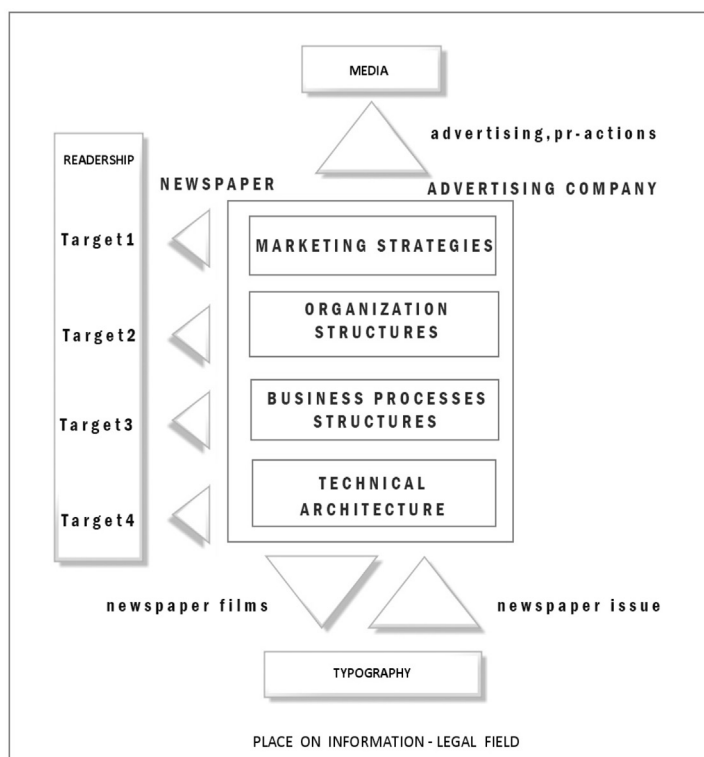 MEDIA
advertising,pr-actions
READERSHIP
NEWSPAPER
ADVERTISING COMPANY
Target1
MARKETING STRATEGIES
ORGANIZATION
STRUCTURES
Target2
BUSINESS PROCESSES
STRUCTURES
Target3
TECHNICAL
ARCHITECTURE
Target4
newspaper films
newspaper issue
TYPOGRAPHY
PLACE ON INFORMATION - LEGAL FIELD